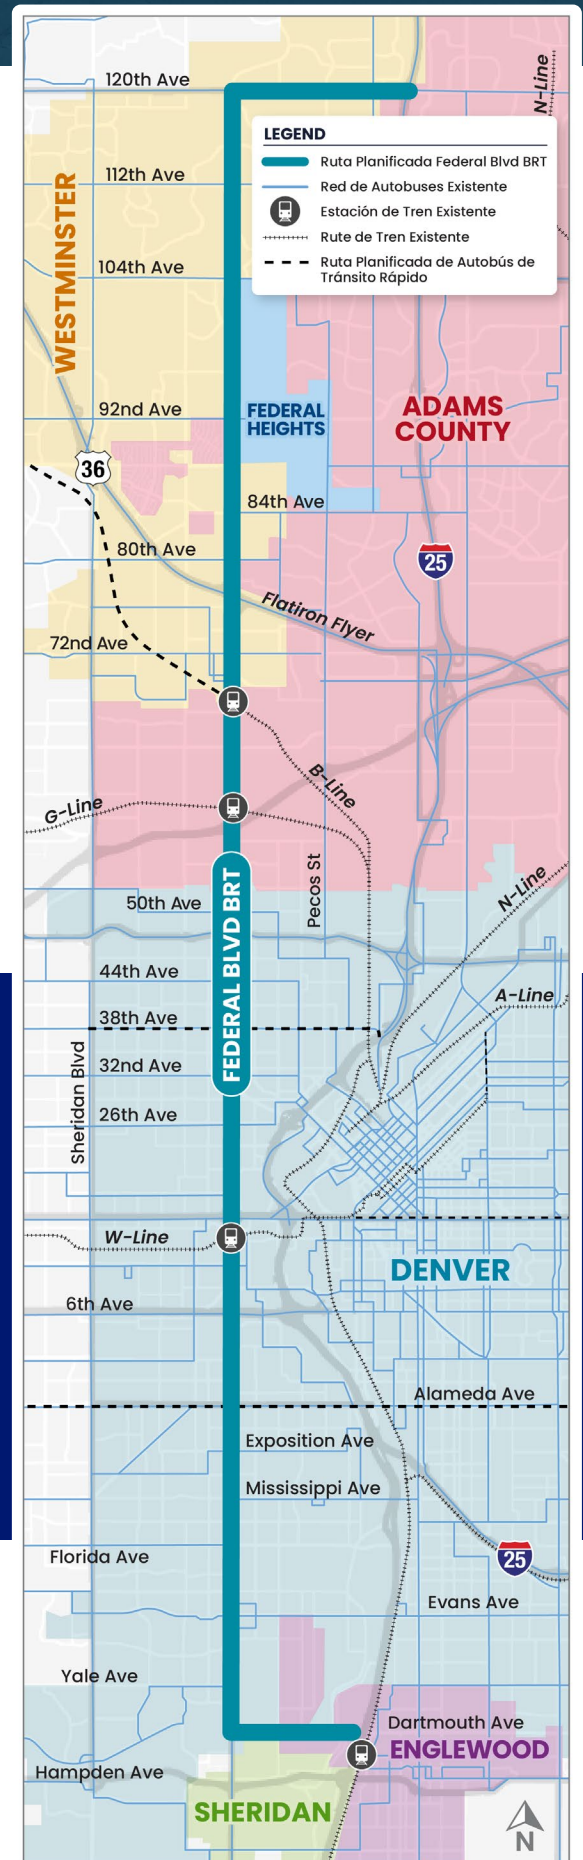 120th Ave
N-Line
LEGEND
Ruta Planificada Federal Blvd BRT
Red de Autobuses Existente
Estación de Tren Existente
Rute de Tren Existente
Ruta Planificada de Autobús de
Tránsito Rápido
112th Ave
WESTMINSTER
104th Ave
92nd Ave
FEDERAL
HEIGHTS
ADAMS
COUNTY
36
84th Ave
80th Ave
25
Flatiron Flyer
72nd Ave
B-Line
G-Line
Pecos St
50th Ave
N-Line
FEDERAL BLVD BRT
44th Ave
A-Line
38th Ave
Sheridan Blvd
32nd Ave
26th Ave
W-Line
DENVER
6th Ave
Alameda Ave
Exposition Ave
Mississippi Ave
Florida Ave
25
Evans Ave
Yale Ave
Dartmouth Ave
ENGLEWOOD
Hampden Ave
SHERIDAN
N